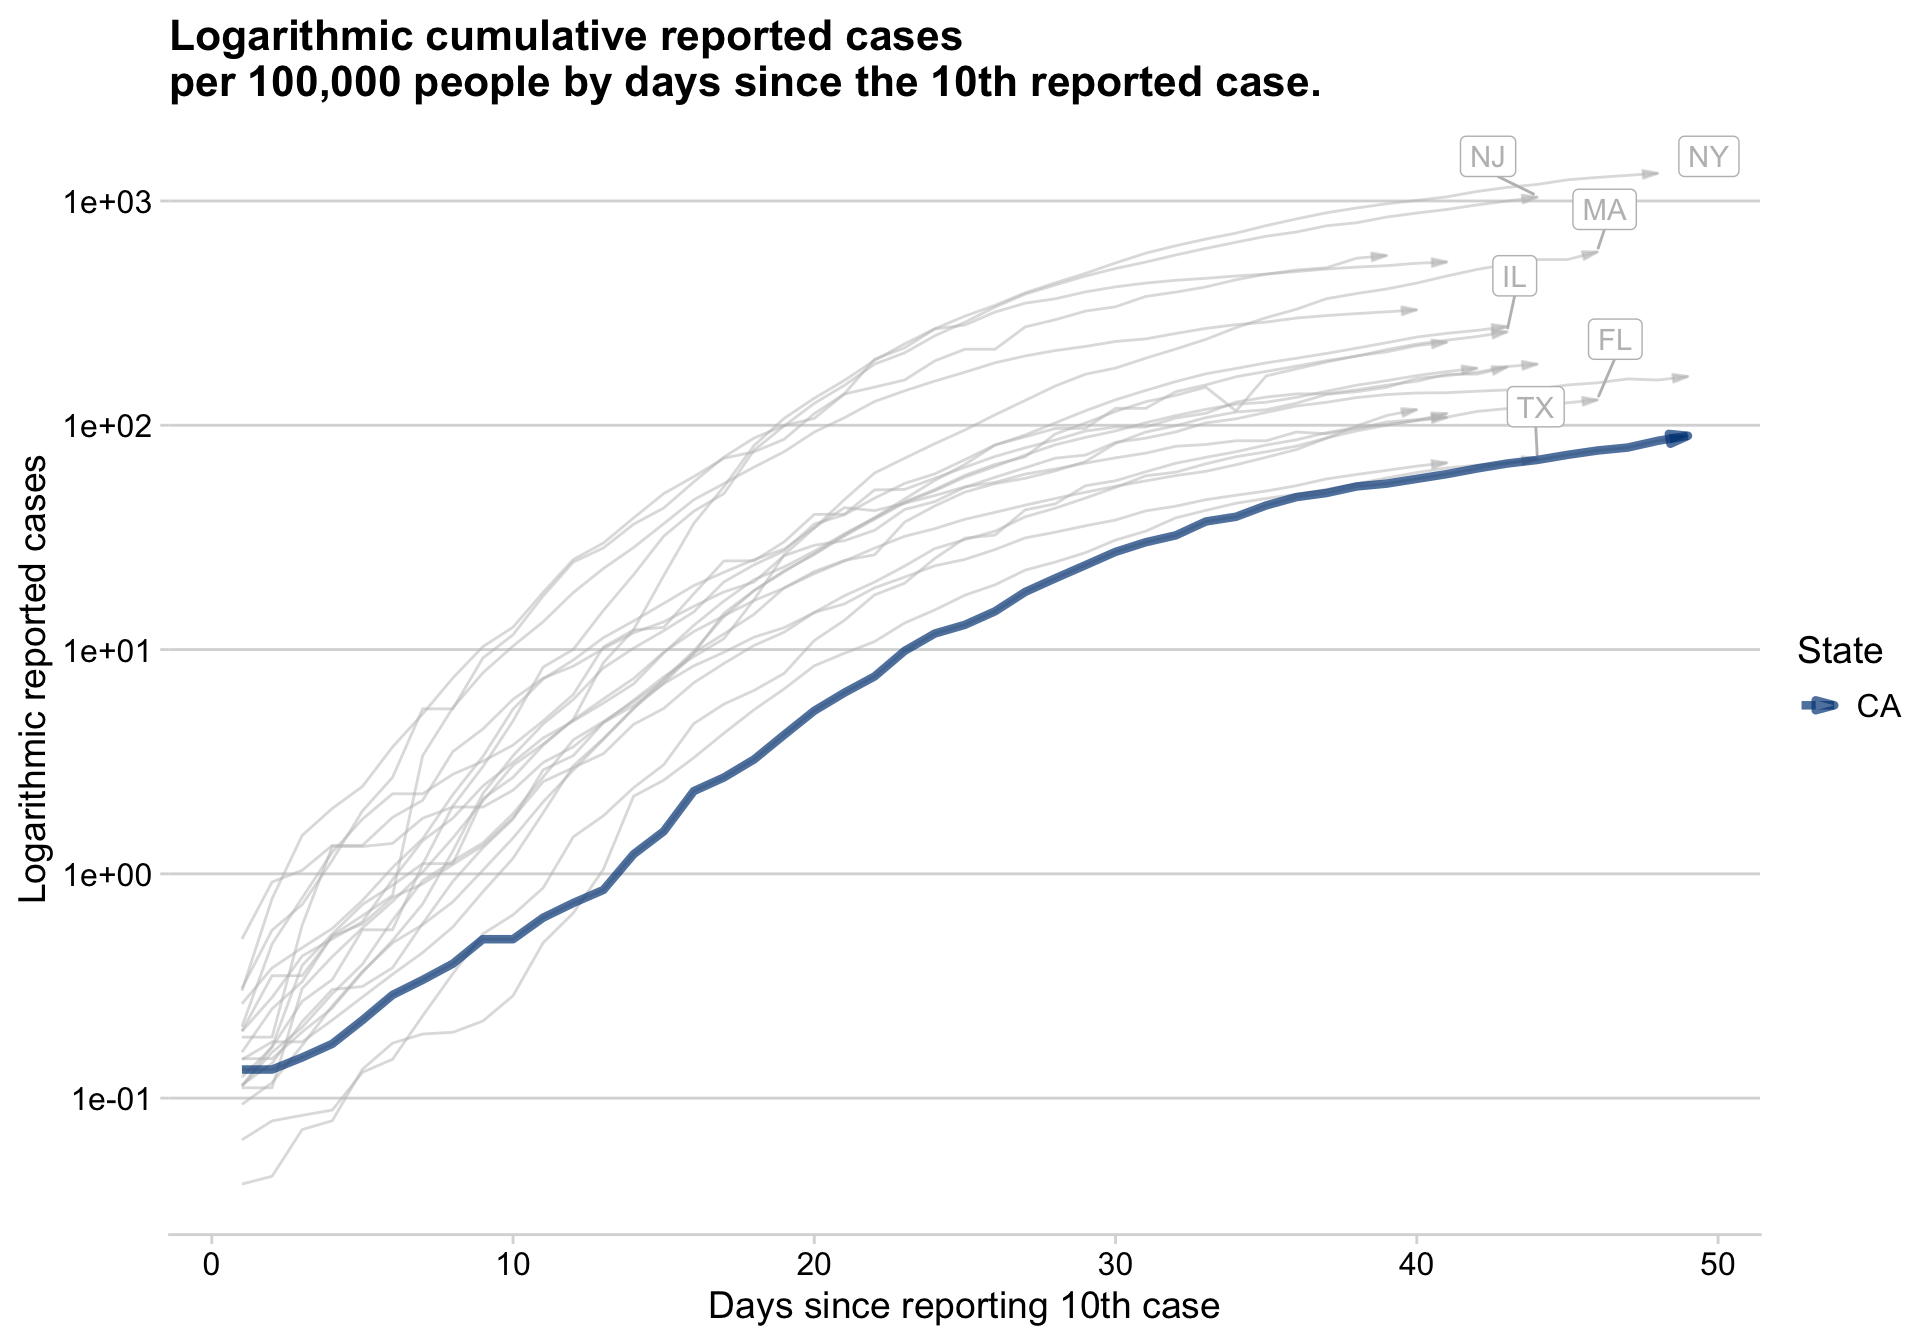 Logarithmic cumulative reported cases
per 100,000 people by days since the 10th reported case.
NJ
NY
1e+03
MA
IL
FL
TX
1e+02
Logarithmic reported cases
1e+01
State
CA
1e+00
1e-01
0 10 20 30 40 50
Days since reporting 10th case